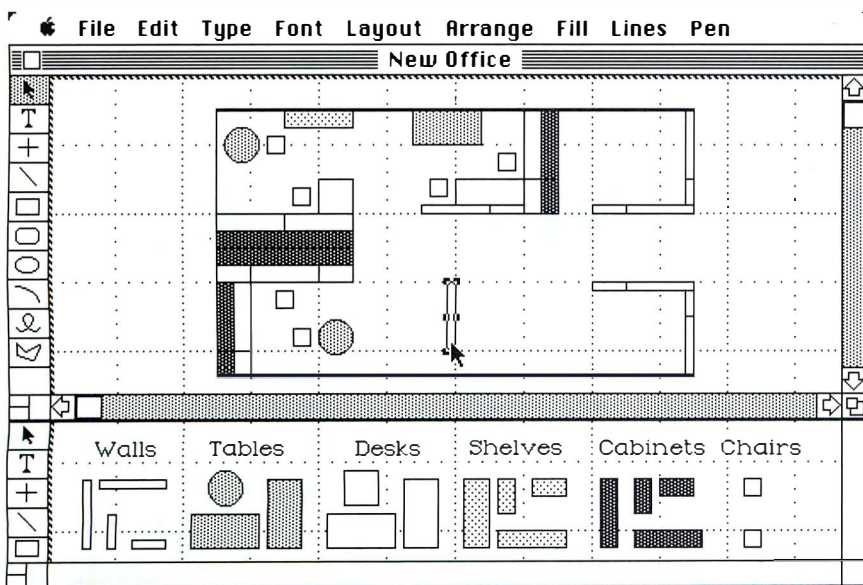 File Edit Type Font Layout Arrange Fill Lines Pen
New Office
T
Walls Tables Desks Shelves Cabinets Chairs
T